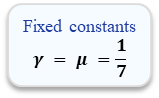 Fixed constants
γ = μ = 1/7